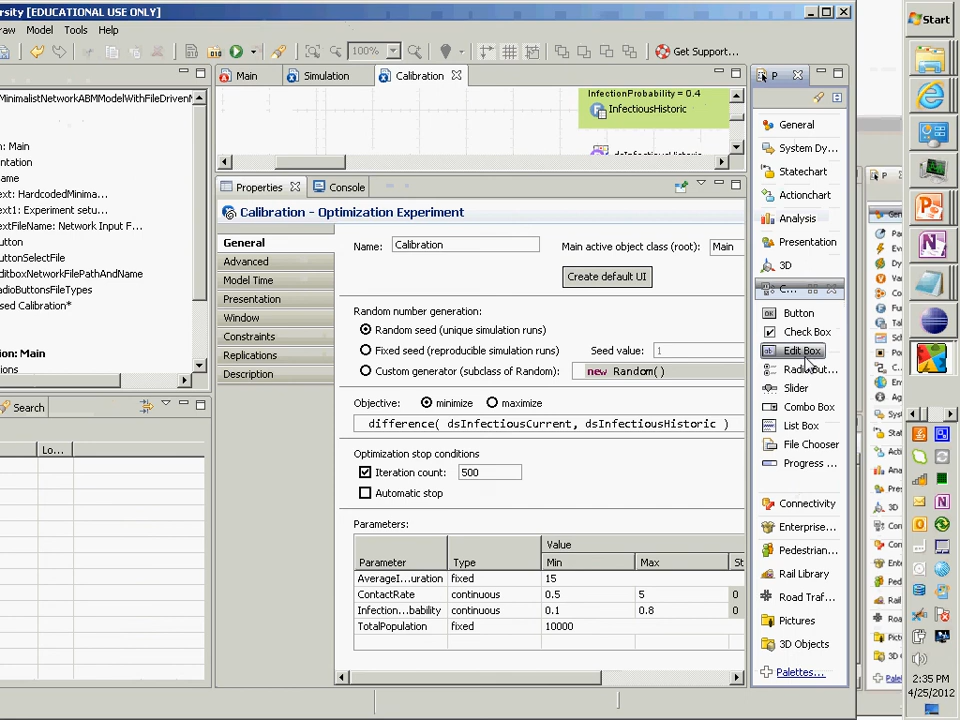 rsity [EDUCATIONAL USE ONLY]
raw Model Tools Help
100%
Get Support...
MinimalistNetworkABMModelWithFileDrivenN
n: Main
entation
rame
ext: HardcodedMinima...
ext1: Experiment setu...
extFileName: Network Input F...
utton
uttonSelectFile
ditboxNetworkFilePathAndName
adioButtonsFileTypes
sed Calibration*
ction: Main
ions
Search
Lo...
Main
Simulation
Calibration
InfectionProbability = 0.4
InfectiousHistoric
dsInfectiousHistoric
Properties
Console
Calibration - Optimization Experiment
General
Advanced
Model Time
Presentation
Window
Constraints
Replications
Description
Name: Calibration
Main active object class (root): Main
Create default UI
Random number generation:
Random seed (unique simulation runs)
Fixed seed (reproducible simulation runs) Seed value: 1
Custom generator (subclass of Random): new Random()
Objective: minimize maximize
difference( dsInfectiousCurrent, dsInfectiousHistoric )
Optimization stop conditions
Iteration count: 500
Automatic stop
Parameters:
Value
Parameter Type Min Max St
AverageI...uration fixed 15
ContactRate continuous 0.5 5 0
Infection...bability continuous 0.1 0.8 0
TotalPopulation fixed 10000
P
General
System Dy...
Statechart
Actionchart
Analysis
Presentation
3D
C...
Button
Check Box
Edit Box
Radio But...
Slider
Combo Box
List Box
File Chooser
Progress ...
Connectivity
Enterprise...
Pedestrian...
Rail Library
Road Traf...
Pictures
3D Objects
Palettes...
Start
2:35 PM
4/25/2012